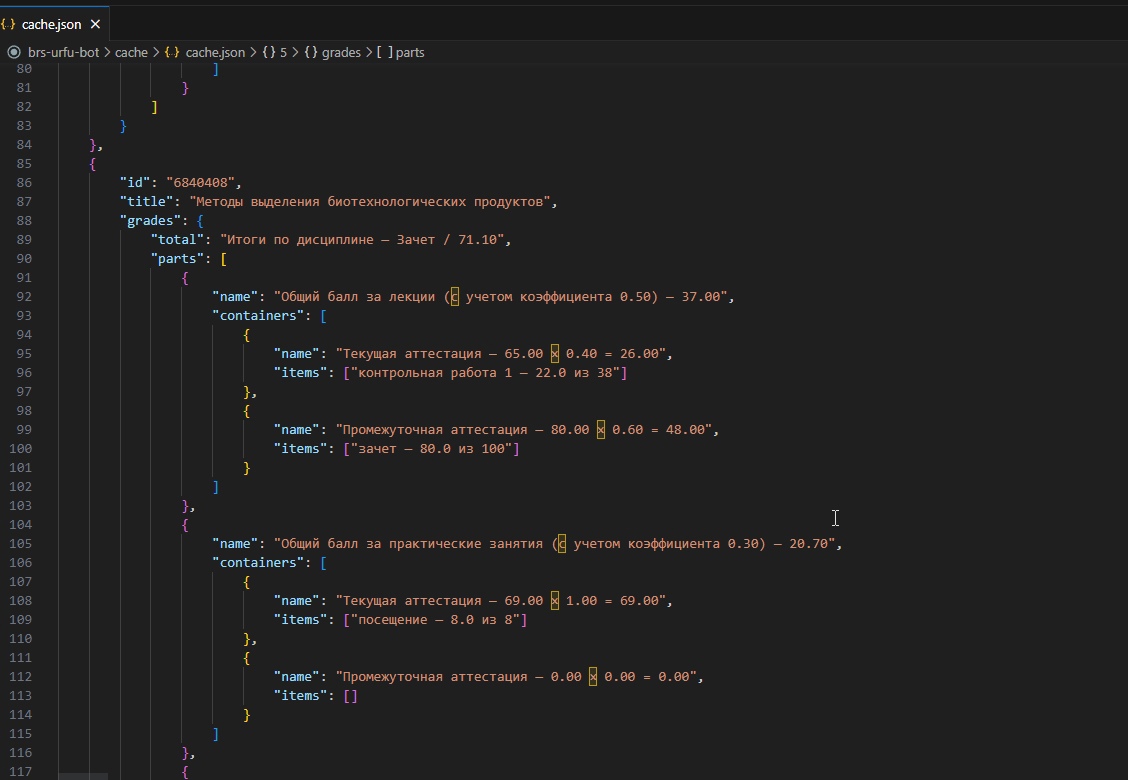 {..} cache.json ×
brs-urfu-bot > cache > {..} cache.json > { } 5 > { } grades > [ ] parts
80 ]
81 }
82 ]
83 }
84 },
85 {
86 "id": "6840408",
87 "title": "Методы выделения биотехнологических продуктов",
88 "grades": {
89 "total": "Итоги по дисциплине — Зачет / 71.10",
90 "parts": [
91 {
92 "name": "Общий балл за лекции (с учетом коэффициента 0.50) — 37.00",
93 "containers": [
94 {
95 "name": "Текущая аттестация — 65.00 х 0.40 = 26.00",
96 "items": ["контрольная работа 1 — 22.0 из 38"]
97 },
98 {
99 "name": "Промежуточная аттестация — 80.00 х 0.60 = 48.00",
100 "items": ["зачет — 80.0 из 100"]
101 }
102 ]
103 },
104 {
105 "name": "Общий балл за практические занятия (с учетом коэффициента 0.30) — 20.70",
106 "containers": [
107 {
108 "name": "Текущая аттестация — 69.00 х 1.00 = 69.00",
109 "items": ["посещение — 8.0 из 8"]
110 },
111 {
112 "name": "Промежуточная аттестация — 0.00 х 0.00 = 0.00",
113 "items": []
114 }
115 ]
116 },
117 {